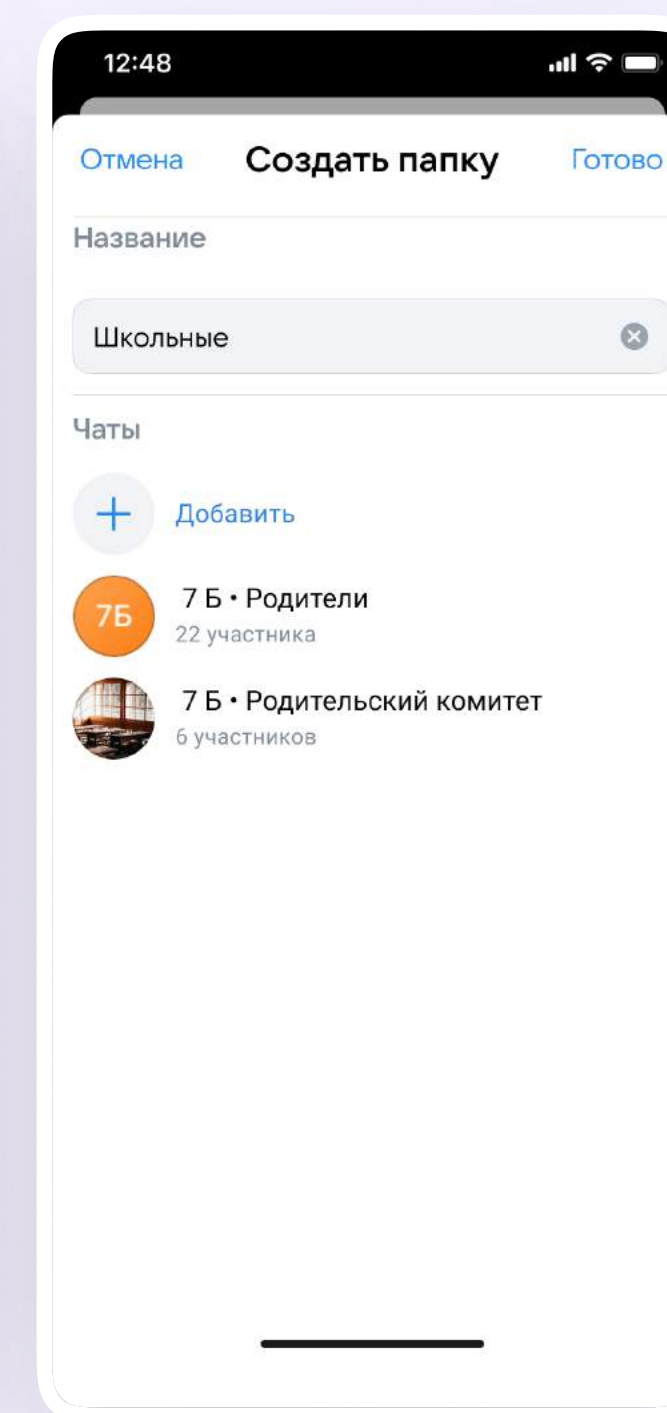 12:48
Отмена Создать папку Готово
Название
Школьные
Чаты
Добавить
7Б
7 Б • Родители
22 участника
7 Б • Родительский комитет
6 участников